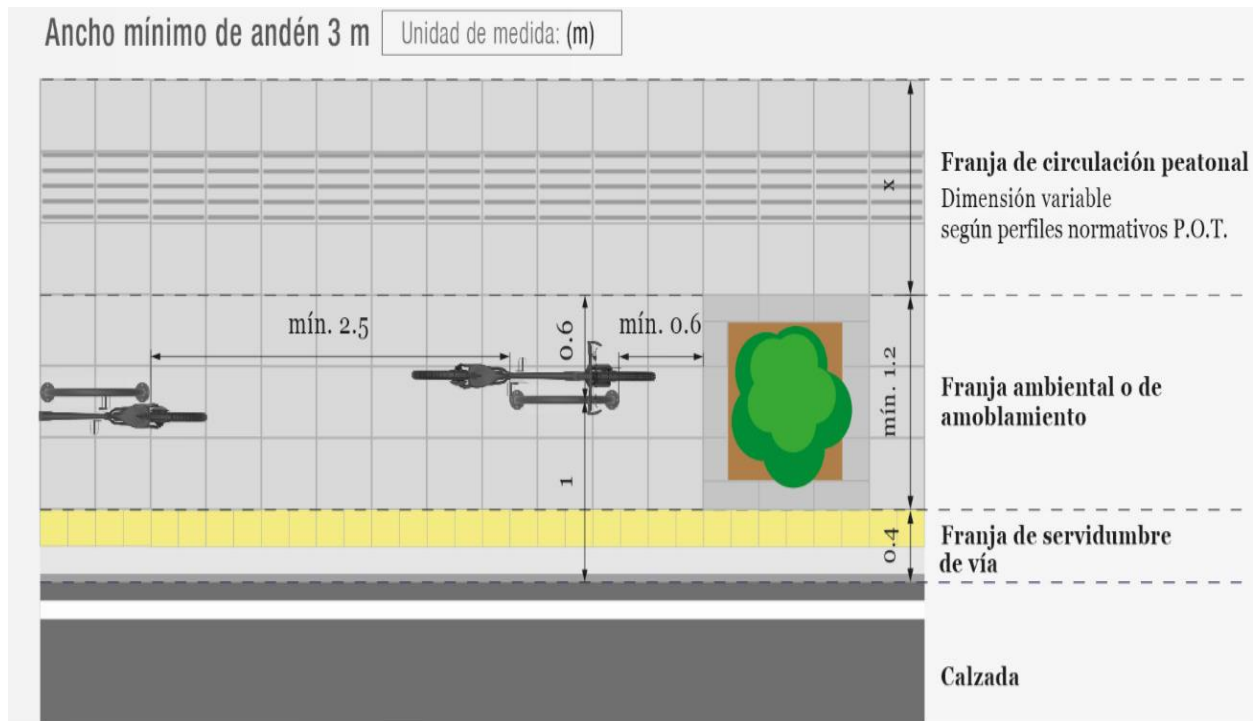 Ancho mínimo de andén 3 m
Unidad de medida: (m)
Franja de circulación peatonal
Dimensión variable
según perfiles normativos P.O.T.
x
mín. 2.5
0.6
mín. 0.6
mín. 1.2
Franja ambiental o de
amoblamiento
1
0.4
Franja de servidumbre
de vía
Calzada